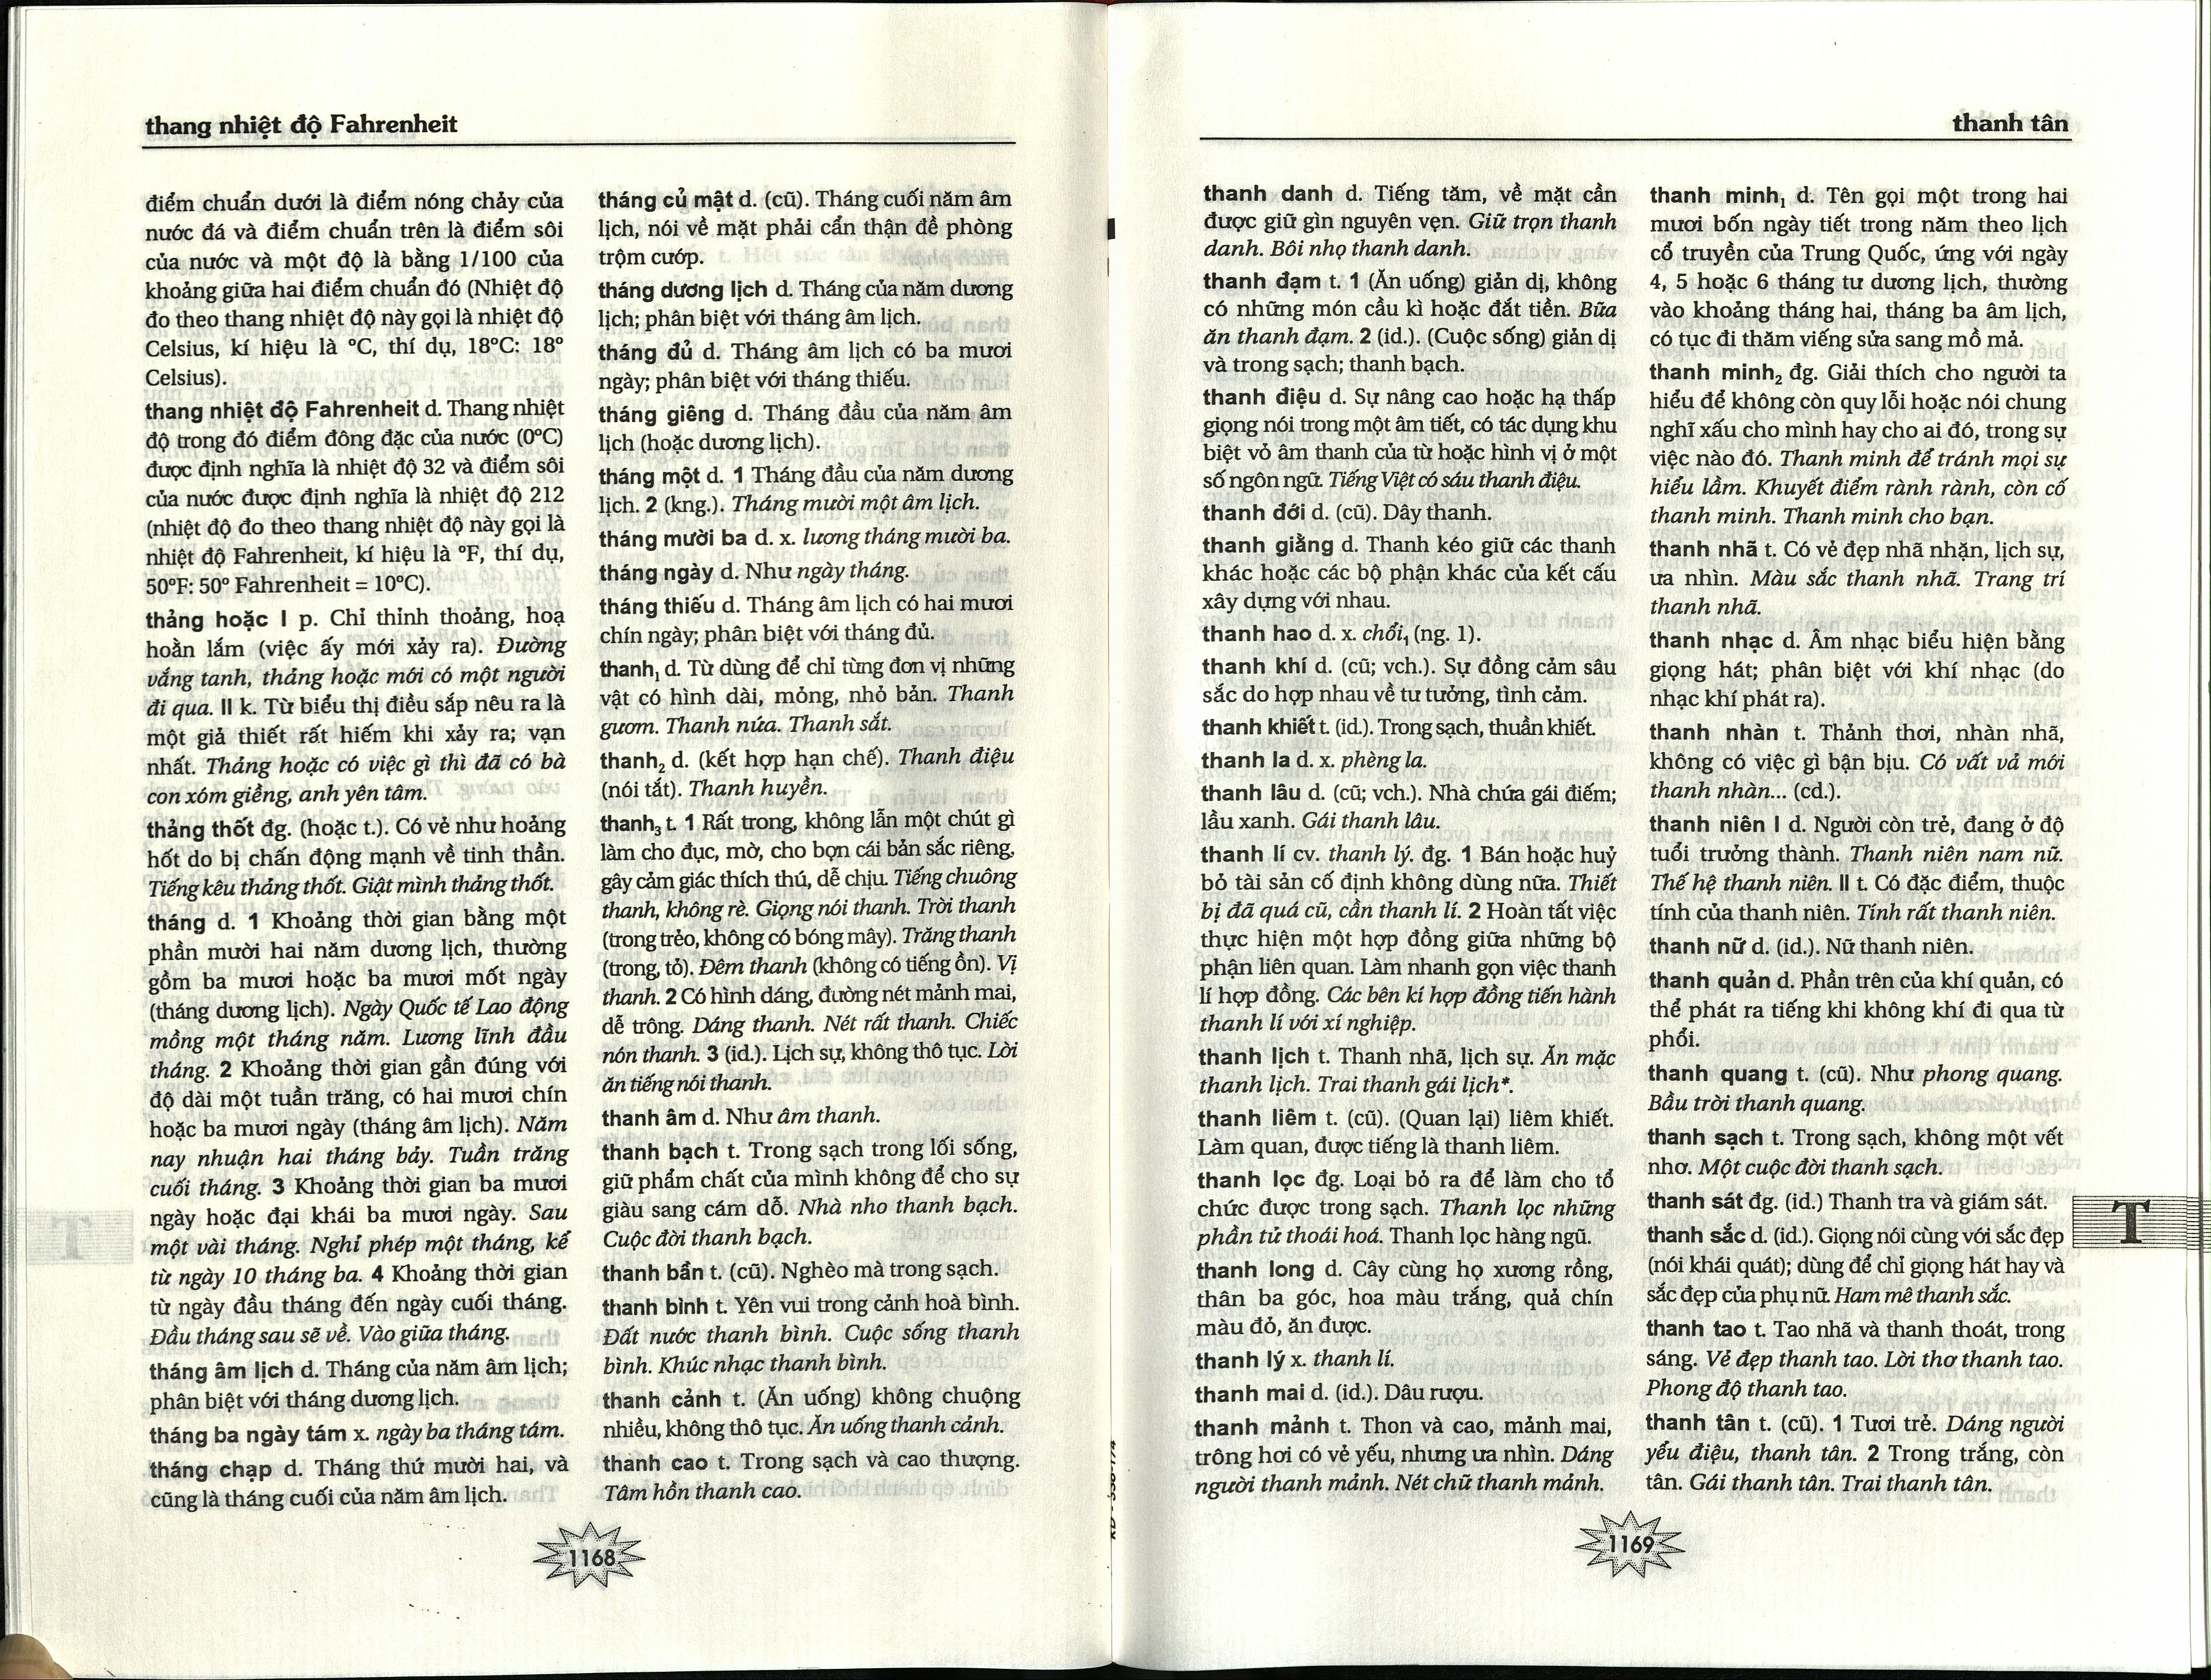 thang nhiệt độ Fahrenheit
điểm chuẩn dưới là điểm nóng chảy của
nước đá và điểm chuẩn trên là điểm sôi
của nước và một độ là bằng 1/100 của
khoảng giữa hai điểm chuẩn đó (Nhiệt độ
đo theo thang nhiệt độ này gọi là nhiệt độ
Celsius, kí hiệu là °C, thí dụ, 18°C: 18°
Celsius).
thang nhiệt độ Fahrenheit d. Thang nhiệt
độ trong đó điểm đông đặc của nước (0°C)
được định nghĩa là nhiệt độ 32 và điểm sôi
của nước được định nghĩa là nhiệt độ 212
(nhiệt độ đo theo thang nhiệt độ này gọi là
nhiệt độ Fahrenheit, kí hiệu là °F, thí dụ,
50°F: 50° Fahrenheit = 10°C).
thảng hoặc I p. Chỉ thỉnh thoảng, hoạ
hoằn lắm (việc ấy mới xảy ra). Đường
vắng tanh, thảng hoặc mới có một người
đi qua. II k. Từ biểu thị điều sắp nêu ra là
một giả thiết rất hiếm khi xảy ra; vạn
nhất. Thảng hoặc có việc gì thì đã có bà
con xóm giềng, anh yên tâm.
thảng thốt đg. (hoặc t.). Có vẻ như hoảng
hốt do bị chấn động mạnh về tinh thần.
Tiếng kêu thảng thốt. Giật mình thảng thốt.
tháng d. 1 Khoảng thời gian bằng một
phần mười hai năm dương lịch, thường
gồm ba mươi hoặc ba mươi mốt ngày
(tháng dương lịch). Ngày Quốc tế Lao động
mồng một tháng năm. Lương lĩnh đầu
tháng. 2 Khoảng thời gian gần đúng với
độ dài một tuần trăng, có hai mươi chín
hoặc ba mươi ngày (tháng âm lịch). Năm
nay nhuận hai tháng bảy. Tuần trăng
cuối tháng. 3 Khoảng thời gian ba mươi
ngày hoặc đại khái ba mươi ngày. Sau
một vài tháng. Nghỉ phép một tháng, kể
từ ngày 10 tháng ba. 4 Khoảng thời gian
từ ngày đầu tháng đến ngày cuối tháng.
Đầu tháng sau sẽ về. Vào giữa tháng.
tháng âm lịch d. Tháng của năm âm lịch;
phân biệt với tháng dương lịch.
tháng ba ngày tám x. ngày ba tháng tám.
tháng chạp d. Tháng thứ mười hai, và
cũng là tháng cuối của năm âm lịch.
tháng củ mật d. (cũ). Tháng cuối năm âm
lịch, nói về mặt phải cẩn thận đề phòng
trộm cướp.
tháng dương lịch d. Tháng của năm dương
lịch; phân biệt với tháng âm lịch.
tháng đủ d. Tháng âm lịch có ba mươi
ngày; phân biệt với tháng thiếu.
tháng giêng d. Tháng đầu của năm âm
lịch (hoặc dương lịch).
tháng một d. 1 Tháng đầu của năm dương
lịch. 2 (kng.). Tháng mười một âm lịch.
tháng mười ba d. x. lương tháng mười ba.
tháng ngày d. Như ngày tháng.
tháng thiếu d. Tháng âm lịch có hai mươi
chín ngày; phân biệt với tháng đủ.
thanh₁ d. Từ dùng để chỉ từng đơn vị những
vật có hình dài, mỏng, nhỏ bản. Thanh
gươm. Thanh nứa. Thanh sắt.
thanh₂ d. (kết hợp hạn chế). Thanh điệu
(nói tắt). Thanh huyền.
thanh₃ t. 1 Rất trong, không lẫn một chút gì
làm cho đục, mờ, cho bợn cái bản sắc riêng,
gây cảm giác thích thú, dễ chịu. Tiếng chuông
thanh, không rè. Giọng nói thanh. Trời thanh
(trong trẻo, không có bóng mây). Trăng thanh
(trong, tỏ). Đêm thanh (không có tiếng ồn). Vị
thanh. 2 Có hình dáng, đường nét mảnh mai,
dễ trông. Dáng thanh. Nét rất thanh. Chiếc
nón thanh. 3 (id.). Lịch sự, không thô tục. Lời
ăn tiếng nói thanh.
thanh âm d. Như âm thanh.
thanh bạch t. Trong sạch trong lối sống,
giữ phẩm chất của mình không để cho sự
giàu sang cám dỗ. Nhà nho thanh bạch.
Cuộc đời thanh bạch.
thanh bần t. (cũ). Nghèo mà trong sạch.
thanh bình t. Yên vui trong cảnh hoà bình.
Đất nước thanh bình. Cuộc sống thanh
bình. Khúc nhạc thanh bình.
thanh cảnh t. (Ăn uống) không chuộng
nhiều, không thô tục. Ăn uống thanh cảnh.
thanh cao t. Trong sạch và cao thượng.
Tâm hồn thanh cao.
1168
thanh tân
thanh danh d. Tiếng tăm, về mặt cần
được giữ gìn nguyên vẹn. Giữ trọn thanh
danh. Bôi nhọ thanh danh.
thanh đạm t. 1 (Ăn uống) giản dị, không
có những món cầu kì hoặc đắt tiền. Bữa
ăn thanh đạm. 2 (id.). (Cuộc sống) giản dị
và trong sạch; thanh bạch.
thanh điệu d. Sự nâng cao hoặc hạ thấp
giọng nói trong một âm tiết, có tác dụng khu
biệt vỏ âm thanh của từ hoặc hình vị ở một
số ngôn ngữ. Tiếng Việt có sáu thanh điệu.
thanh đới d. (cũ). Dây thanh.
thanh giằng d. Thanh kéo giữ các thanh
khác hoặc các bộ phận khác của kết cấu
xây dựng với nhau.
thanh hao d. x. chổi₁ (ng. 1).
thanh khí d. (cũ; vch.). Sự đồng cảm sâu
sắc do hợp nhau về tư tưởng, tình cảm.
thanh khiết t. (id.). Trong sạch, thuần khiết.
thanh la d. x. phèng la.
thanh lâu d. (cũ; vch.). Nhà chứa gái điếm;
lầu xanh. Gái thanh lâu.
thanh lí cv. thanh lý. đg. 1 Bán hoặc huỷ
bỏ tài sản cố định không dùng nữa. Thiết
bị đã quá cũ, cần thanh lí. 2 Hoàn tất việc
thực hiện một hợp đồng giữa những bộ
phận liên quan. Làm nhanh gọn việc thanh
lí hợp đồng. Các bên kí hợp đồng tiến hành
thanh lí với xí nghiệp.
thanh lịch t. Thanh nhã, lịch sự. Ăn mặc
thanh lịch. Trai thanh gái lịch*.
thanh liêm t. (cũ). (Quan lại) liêm khiết.
Làm quan, được tiếng là thanh liêm.
thanh lọc đg. Loại bỏ ra để làm cho tổ
chức được trong sạch. Thanh lọc những
phần tử thoái hoá. Thanh lọc hàng ngũ.
thanh long d. Cây cùng họ xương rồng,
thân ba góc, hoa màu trắng, quả chín
màu đỏ, ăn được.
thanh lý x. thanh lí.
thanh mai d. (id.). Dâu rượu.
thanh mảnh t. Thon và cao, mảnh mai,
trông hơi có vẻ yếu, nhưng ưa nhìn. Dáng
người thanh mảnh. Nét chữ thanh mảnh.
thanh minh₁ d. Tên gọi một trong hai
mươi bốn ngày tiết trong năm theo lịch
cổ truyền của Trung Quốc, ứng với ngày
4, 5 hoặc 6 tháng tư dương lịch, thường
vào khoảng tháng hai, tháng ba âm lịch,
có tục đi thăm viếng sửa sang mồ mả.
thanh minh₂ đg. Giải thích cho người ta
hiểu để không còn quy lỗi hoặc nói chung
nghĩ xấu cho mình hay cho ai đó, trong sự
việc nào đó. Thanh minh để tránh mọi sự
hiểu lầm. Khuyết điểm rành rành, còn cố
thanh minh. Thanh minh cho bạn.
thanh nhã t. Có vẻ đẹp nhã nhặn, lịch sự,
ưa nhìn. Màu sắc thanh nhã. Trang trí
thanh nhã.
thanh nhạc d. Âm nhạc biểu hiện bằng
giọng hát; phân biệt với khí nhạc (do
nhạc khí phát ra).
thanh nhàn t. Thảnh thơi, nhàn nhã,
không có việc gì bận bịu. Có vất vả mới
thanh nhàn... (cd.).
thanh niên I d. Người còn trẻ, đang ở độ
tuổi trưởng thành. Thanh niên nam nữ.
Thế hệ thanh niên. II t. Có đặc điểm, thuộc
tính của thanh niên. Tính rất thanh niên.
thanh nữ d. (id.). Nữ thanh niên.
thanh quản d. Phần trên của khí quản, có
thể phát ra tiếng khi không khí đi qua từ
phổi.
thanh quang t. (cũ). Như phong quang.
Bầu trời thanh quang.
thanh sạch t. Trong sạch, không một vết
nhơ. Một cuộc đời thanh sạch.
thanh sát đg. (id.) Thanh tra và giám sát.
thanh sắc d. (id.). Giọng nói cùng với sắc đẹp
(nói khái quát); dùng để chỉ giọng hát hay và
sắc đẹp của phụ nữ. Ham mê thanh sắc.
thanh tao t. Tao nhã và thanh thoát, trong
sáng. Vẻ đẹp thanh tao. Lời thơ thanh tao.
Phong độ thanh tao.
thanh tân t. (cũ). 1 Tươi trẻ. Dáng người
yểu điệu, thanh tân. 2 Trong trắng, còn
tân. Gái thanh tân. Trai thanh tân.
T
1169